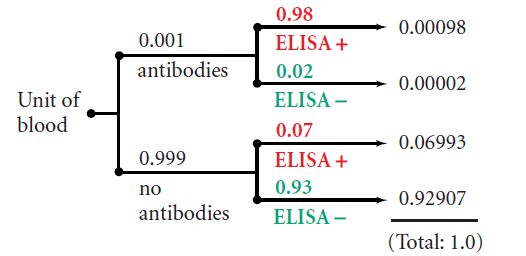 0.98
ELISA +
0.00098
0.001
antibodies
0.02
ELISA –
0.00002
Unit of
blood
0.07
ELISA +
0.06993
0.999
no
antibodies
0.93
ELISA –
0.92907
(Total: 1.0)